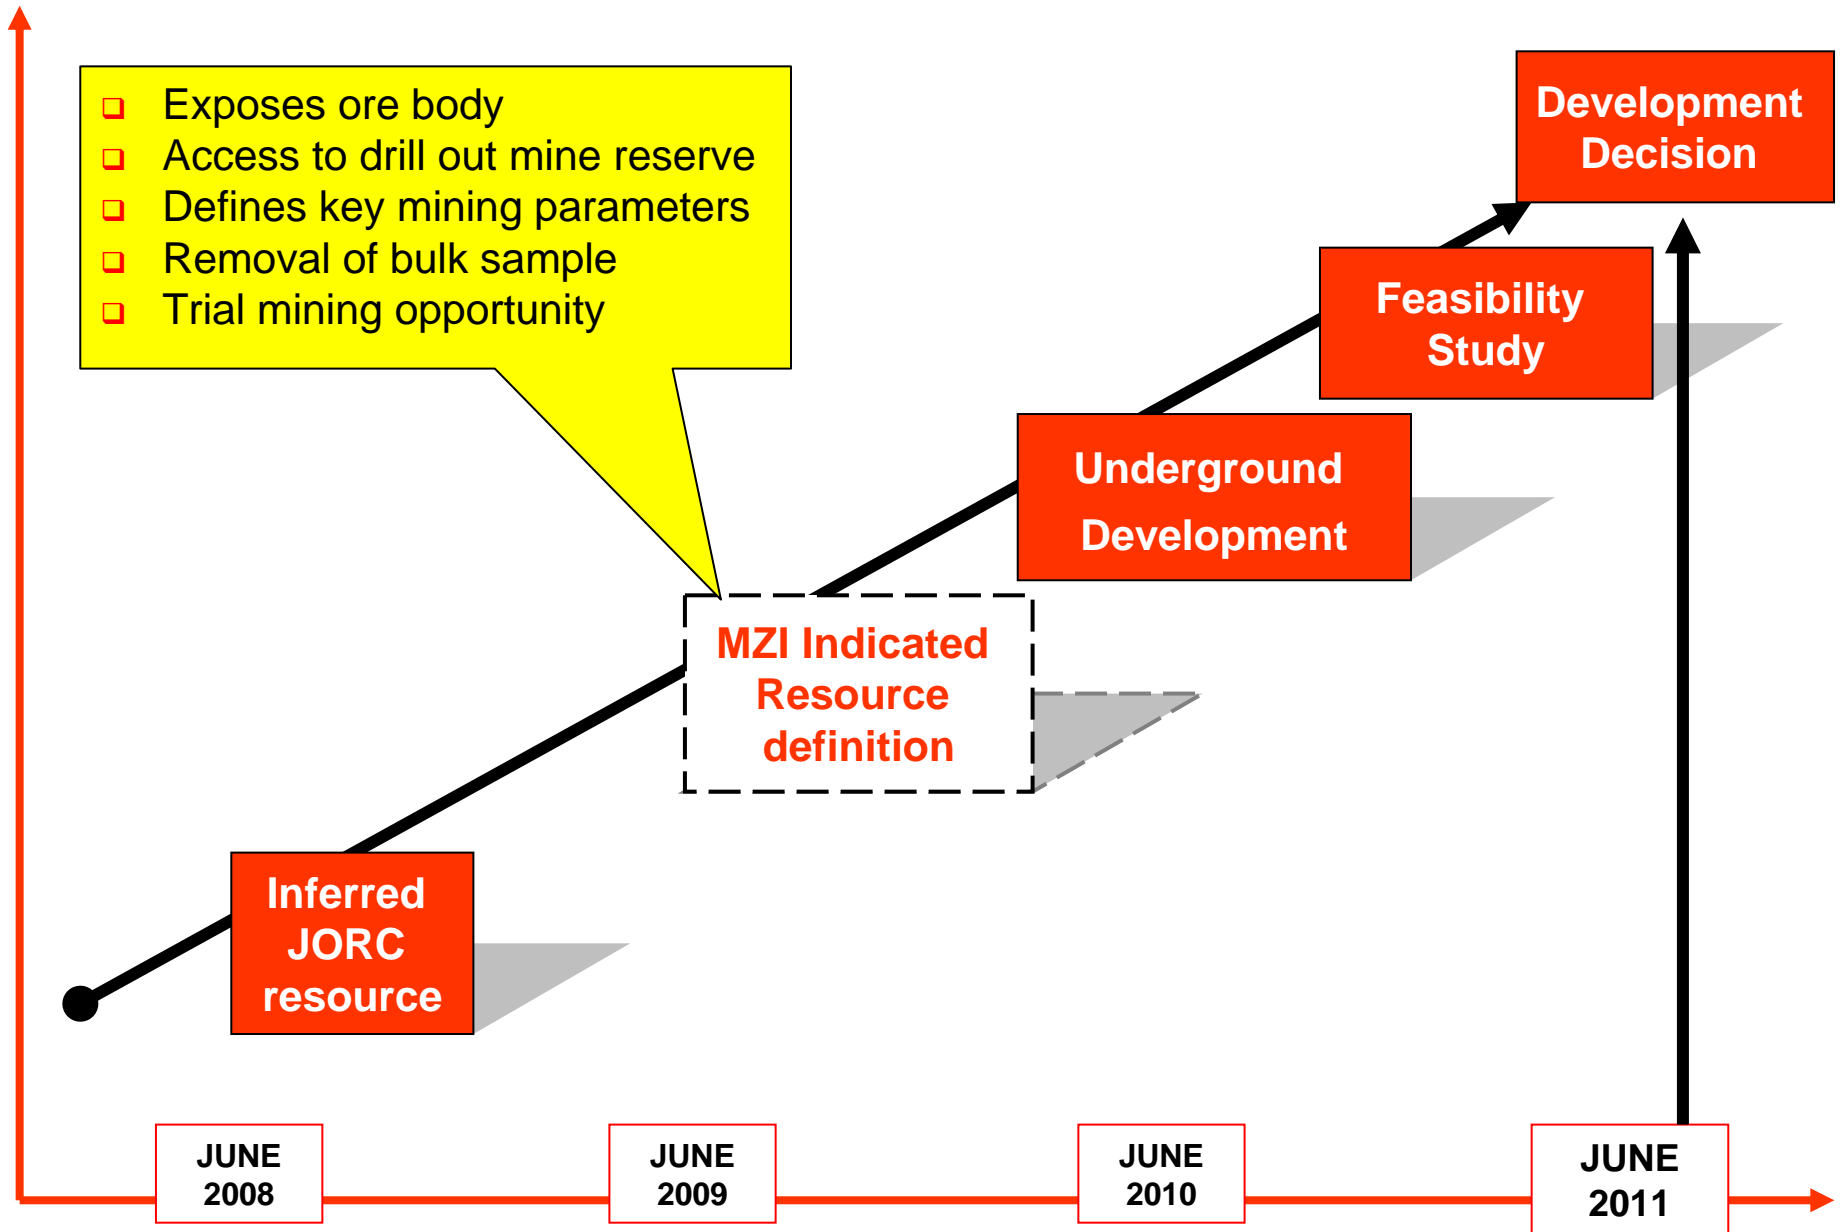 Exposes ore body
Access to drill out mine reserve
Defines key mining parameters
Removal of bulk sample
Trial mining opportunity
Development
Decision
Feasibility
Study
Underground
Development
MZI Indicated
Resource
definition
Inferred
JORC
resource
JUNE
2008
JUNE
2009
JUNE
2010
JUNE
2011